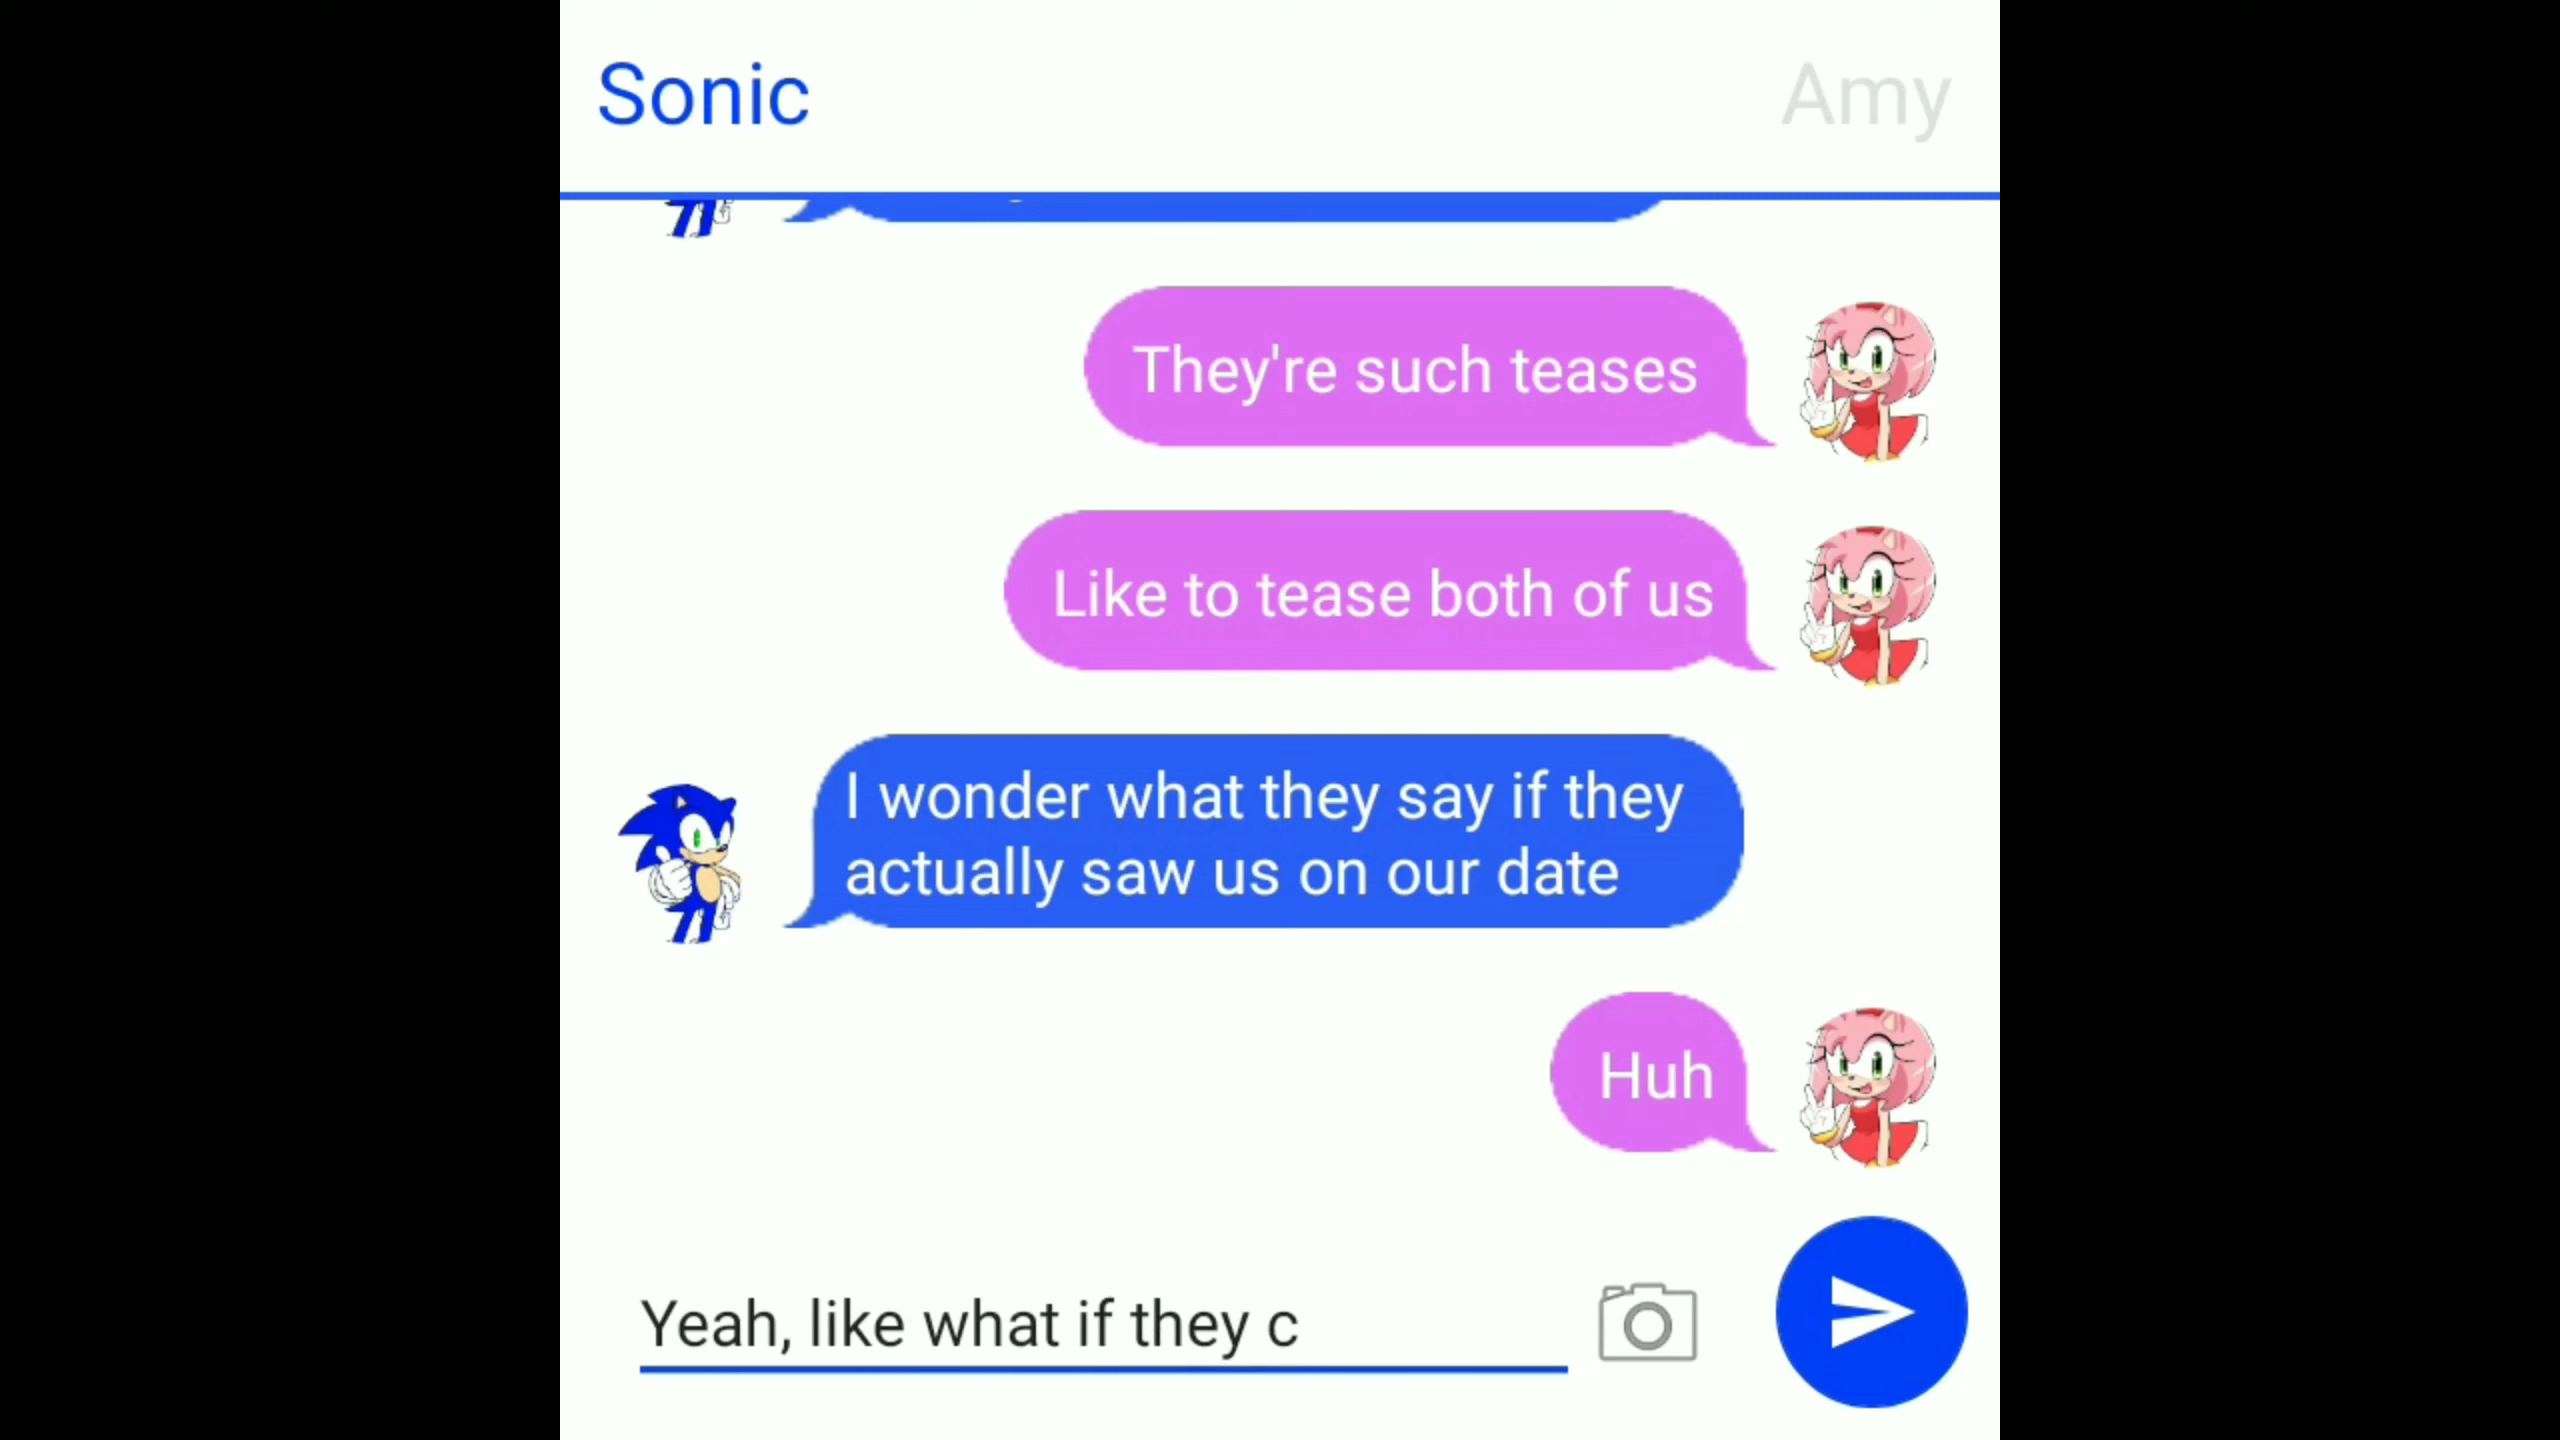 Sonic
Amy
They're such teases
Like to tease both of us
I wonder what they say if they
actually saw us on our date
Huh
Yeah, like what if they c